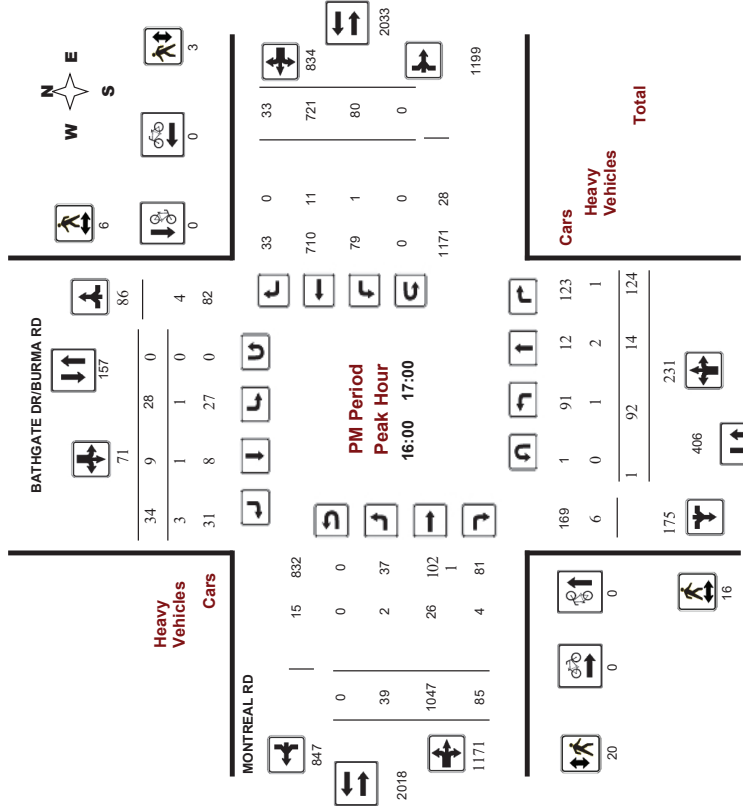 N
W E
S
3
6
0
0
BATHGATE DR/BURMA RD
157
71
86
34 9 28 0
3 1 1 0 4
31 8 27 0 82
Heavy
Vehicles
Cars
MONTREAL RD
15 832
847
0 0 0
39 2 37
1047 26 102
1
85 4 81
2018
1171
PM Period
Peak Hour
16:00 17:00
2033
834
1199
33 0 33
710 11 721
79 1 80
0 0 0
1171 28
Cars
Heavy
Vehicles
Total
169 1 91 12 123
6 0 1 2 1
1 92 14 124
175
231
406
0
0
20
16